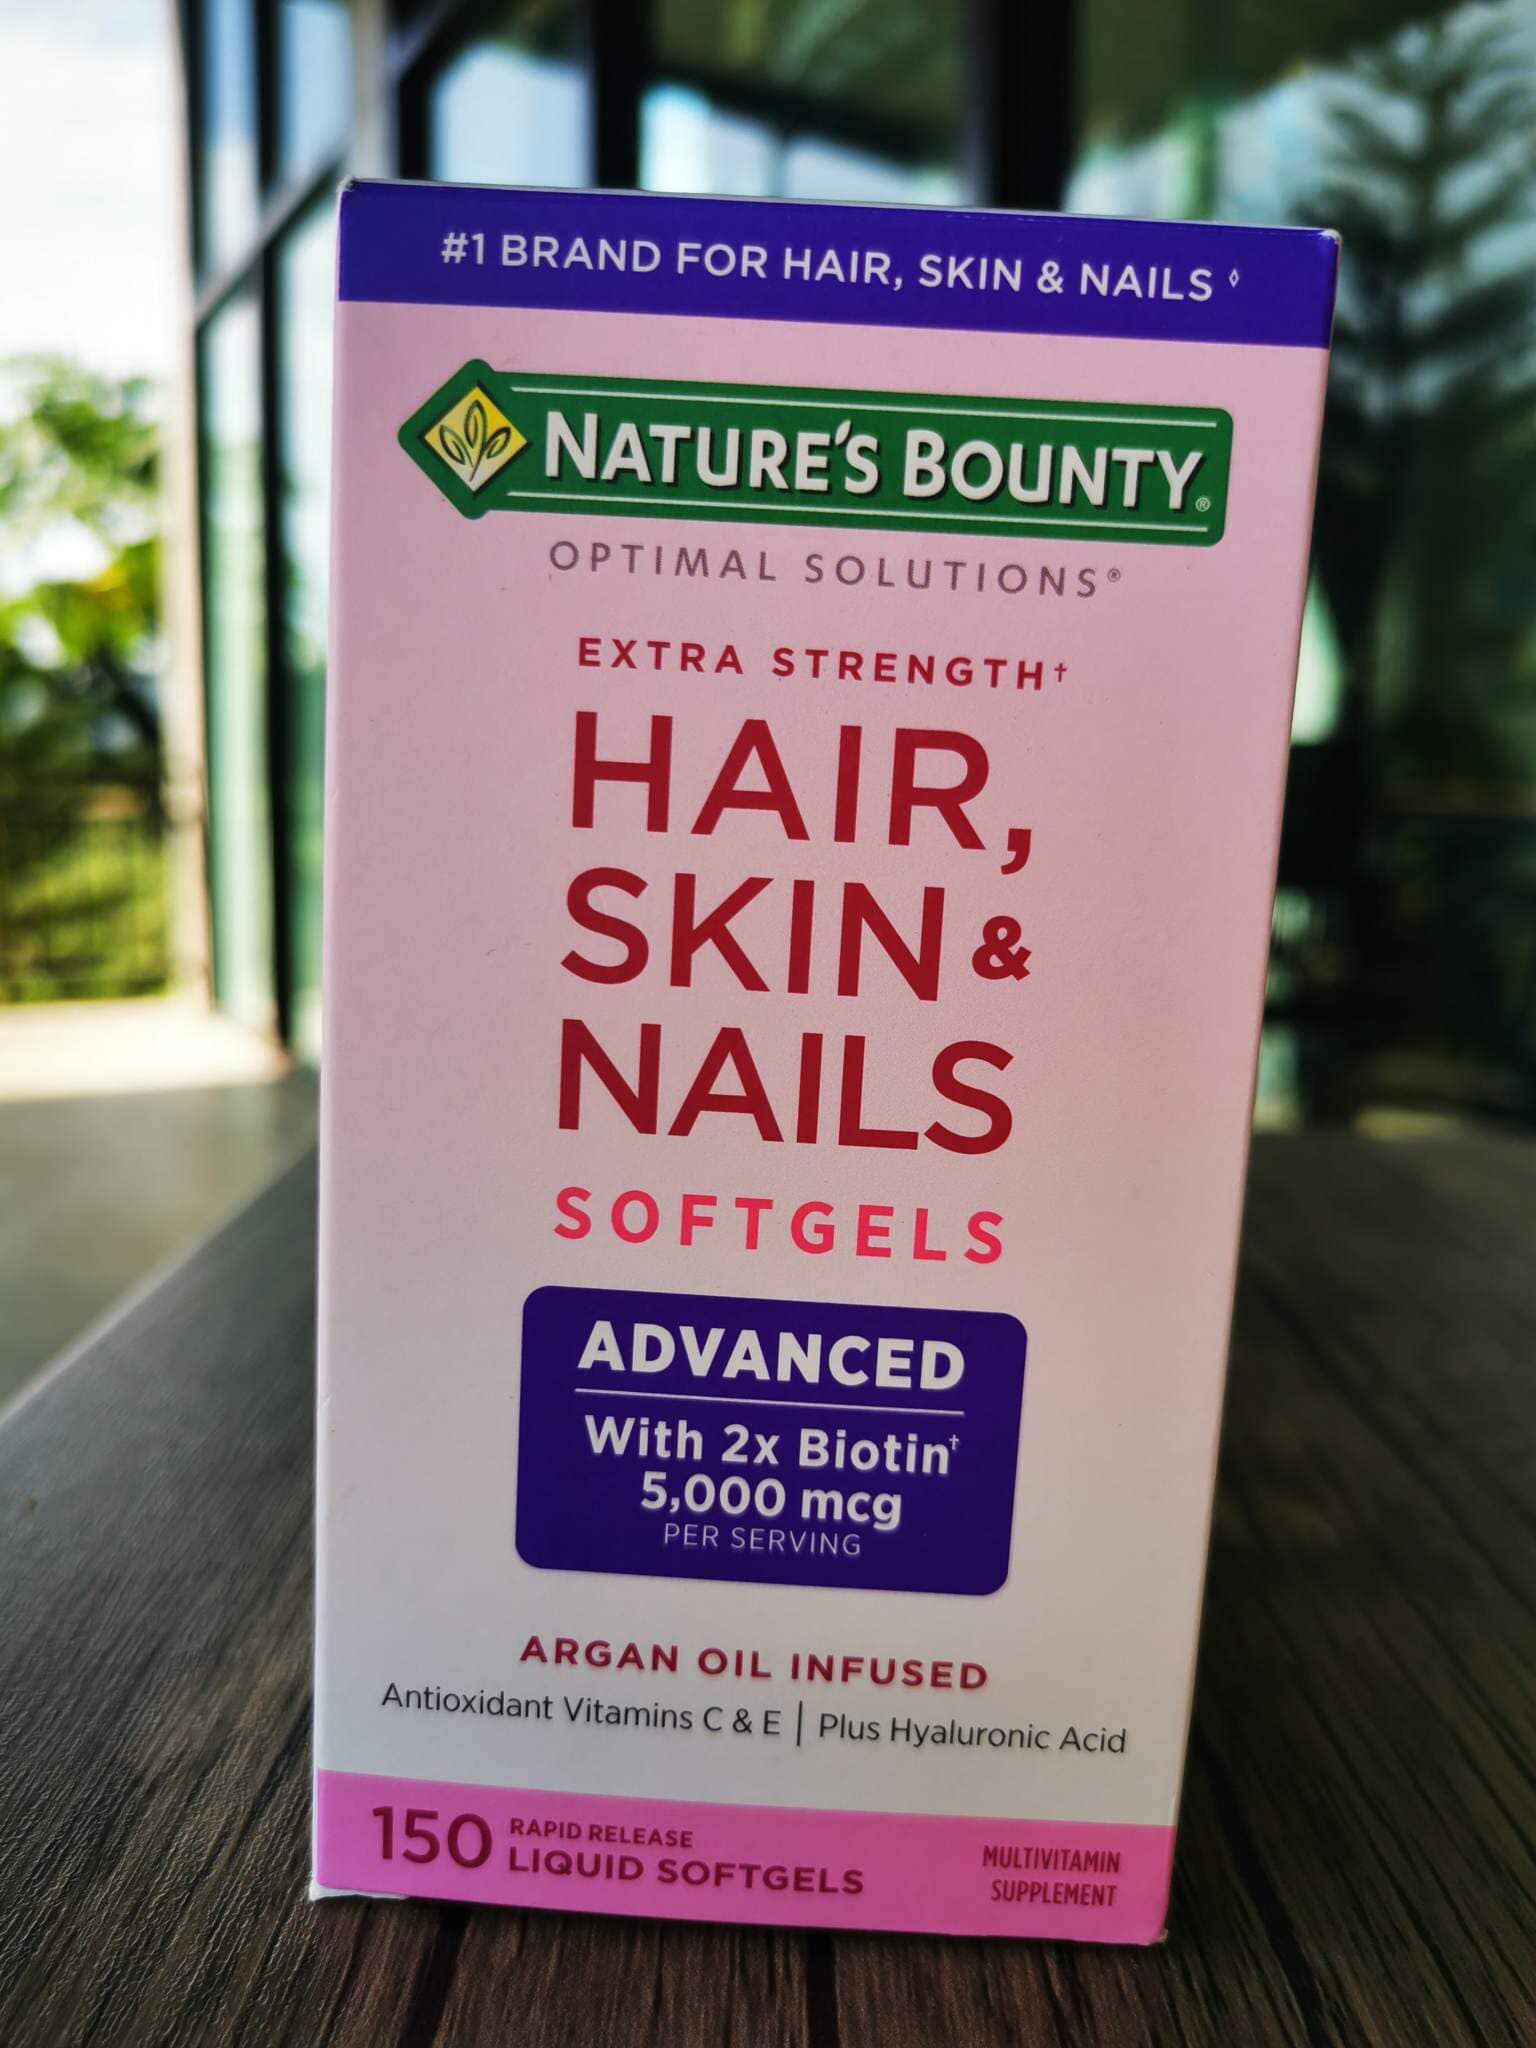 #1 BRAND FOR HAIR, SKIN & NAILS ◊
NATURE'S BOUNTY®
OPTIMAL SOLUTIONS®
EXTRA STRENGTH†
HAIR,
SKIN &
NAILS
SOFTGELS
ADVANCED
With 2x Biotin†
5,000 mcg
PER SERVING
ARGAN OIL INFUSED
Antioxidant Vitamins C & E | Plus Hyaluronic Acid
150 RAPID RELEASE
LIQUID SOFTGELS
MULTIVITAMIN
SUPPLEMENT